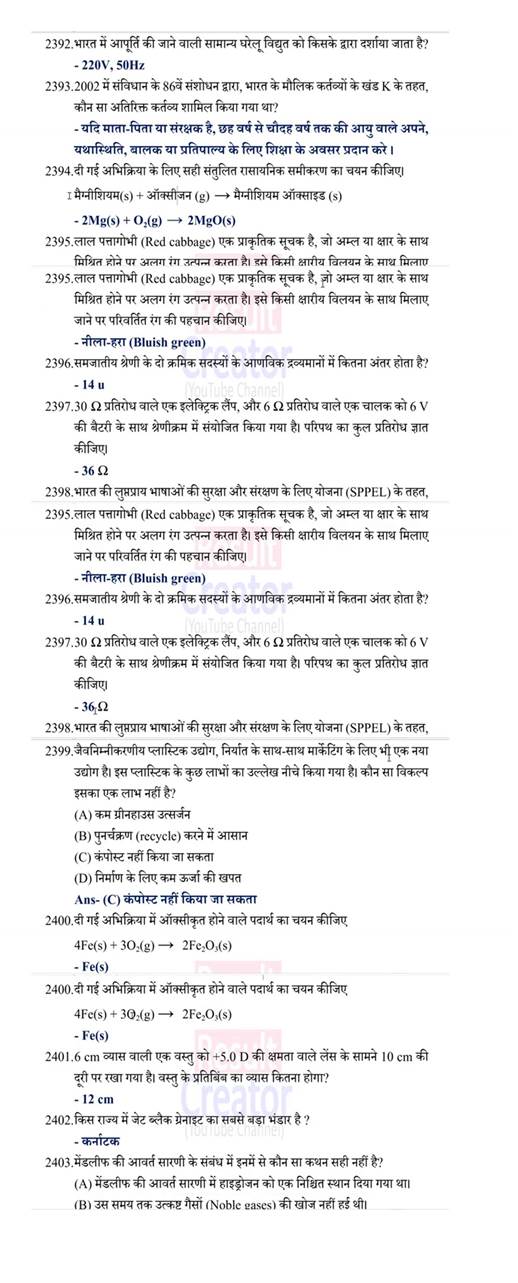 2392.भारत में आपूर्ति की जाने वाली सामान्य घरेलू विद्युत को किसके द्वारा दर्शाया जाता है?
- 220V, 50Hz
2393.2002 में संविधान के 86वें संशोधन द्वारा, भारत के मौलिक कर्तव्यों के खंड K के तहत,
कौन सा अतिरिक्त कर्तव्य शामिल किया गया था?
- यदि माता-पिता या संरक्षक है, छह वर्ष से चौदह वर्ष तक की आयु वाले अपने,
यथास्थिति, बालक या प्रतिपाल्य के लिए शिक्षा के अवसर प्रदान करे ।
2394.दी गई अभिक्रिया के लिए सही संतुलित रासायनिक समीकरण का चयन कीजिए।
मैग्नीशियम(s) + ऑक्सीजन (g) → मैग्नीशियम ऑक्साइड (s)
- 2Mg(s) + O₂(g) → 2MgO(s)
2395.लाल पत्तागोभी (Red cabbage) एक प्राकृतिक सूचक है, जो अम्ल या क्षार के साथ
मिश्रित होने पर अलग रंग उत्पन्न करता है। इसे किसी क्षारीय विलयन के साथ मिलाए
2395.लाल पत्तागोभी (Red cabbage) एक प्राकृतिक सूचक है, जो अम्ल या क्षार के साथ
मिश्रित होने पर अलग रंग उत्पन्न करता है। इसे किसी क्षारीय विलयन के साथ मिलाए
जाने पर परिवर्तित रंग की पहचान कीजिए।
- नीला-हरा (Bluish green)
2396.समजातीय श्रेणी के दो क्रमिक सदस्यों के आणविक द्रव्यमानों में कितना अंतर होता है?
- 14 u
(YouTube Channel)
2397.30 Ω प्रतिरोध वाले एक इलेक्ट्रिक लैंप, और 6 Ω प्रतिरोध वाले एक चालक को 6 V
की बैटरी के साथ श्रेणीक्रम में संयोजित किया गया है। परिपथ का कुल प्रतिरोध ज्ञात
कीजिए।
- 36 Ω
2398.भारत की लुप्तप्राय भाषाओं की सुरक्षा और संरक्षण के लिए योजना (SPPEL) के तहत,
2395.लाल पत्तागोभी (Red cabbage) एक प्राकृतिक सूचक है, जो अम्ल या क्षार के साथ
मिश्रित होने पर अलग रंग उत्पन्न करता है। इसे किसी क्षारीय विलयन के साथ मिलाए
जाने पर परिवर्तित रंग की पहचान कीजिए।
- नीला-हरा (Bluish green)
Creator
2396.समजातीय श्रेणी के दो क्रमिक सदस्यों के आणविक द्रव्यमानों में कितना अंतर होता है?
- 14 u
(YouTube Channel)
2397.30 Ω प्रतिरोध वाले एक इलेक्ट्रिक लैंप, और 6 Ω प्रतिरोध वाले एक चालक को 6 V
की बैटरी के साथ श्रेणीक्रम में संयोजित किया गया है। परिपथ का कुल प्रतिरोध ज्ञात
कीजिए।
- 36 Ω
2398.भारत की लुप्तप्राय भाषाओं की सुरक्षा और संरक्षण के लिए योजना (SPPEL) के तहत,
2399.जैवनिम्नीकरणीय प्लास्टिक उद्योग, निर्यात के साथ-साथ मार्केटिंग के लिए भी एक नया
उद्योग है। इस प्लास्टिक के कुछ लाभों का उल्लेख नीचे किया गया है। कौन सा विकल्प
इसका एक लाभ नहीं है?
(A) कम ग्रीनहाउस उत्सर्जन
(B) पुनर्चक्रण (recycle) करने में आसान
(C) कंपोस्ट नहीं किया जा सकता
(D) निर्माण के लिए कम ऊर्जा की खपत
Ans- (C) कंपोस्ट नहीं किया जा सकता
2400.दी गई अभिक्रिया में ऑक्सीकृत होने वाले पदार्थ का चयन कीजिए
4Fe(s) + 3O₂(g) → 2Fe₂O₃(s)
- Fe(s)
2400.दी गई अभिक्रिया में ऑक्सीकृत होने वाले पदार्थ का चयन कीजिए
4Fe(s) + 3O₂(g) → 2Fe₂O₃(s)
- Fe(s)
Result
2401.6 cm व्यास वाली एक वस्तु को +5.0 D की क्षमता वाले लेंस के सामने 10 cm की
दूरी पर रखा गया है। वस्तु के प्रतिबिंब का व्यास कितना होगा?
- 12 cm
Creator
2402.किस राज्य में जेट ब्लैक ग्रेनाइट का सबसे बड़ा भंडार है ?
- कर्नाटक
(YouTube Channel)
2403.मेंडलीफ की आवर्त सारणी के संबंध में इनमें से कौन सा कथन सही नहीं है?
(A) मेंडलीफ की आवर्त सारणी में हाइड्रोजन को एक निश्चित स्थान दिया गया था।
(B) उस समय तक उत्कृष्ट गैसों (Noble gases) की खोज नहीं हुई थी।